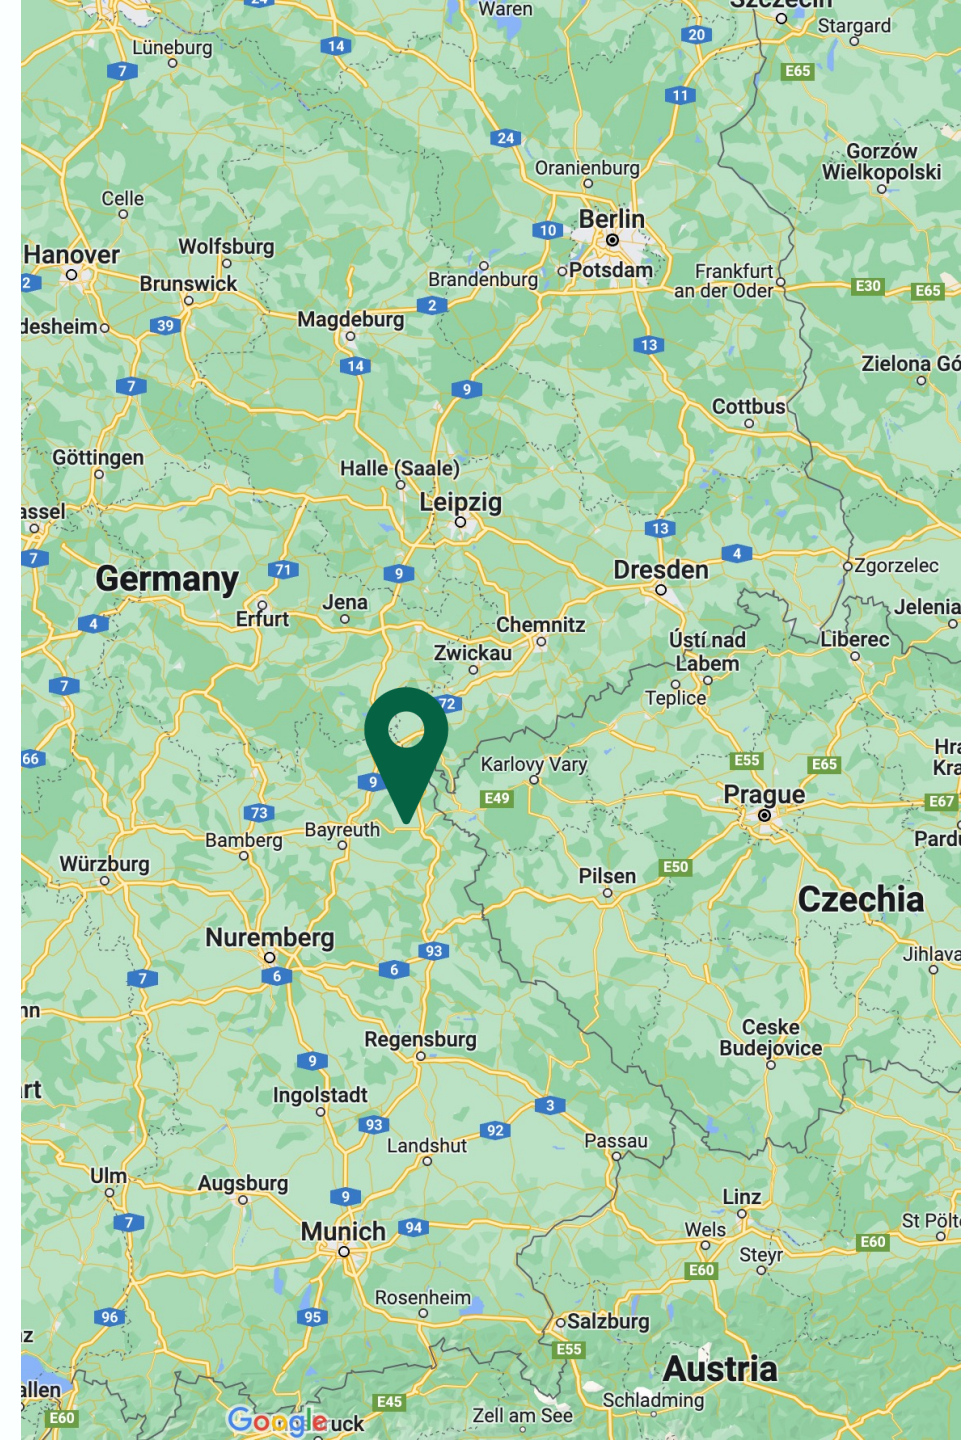 24
Waren
Szczecin
Stargard
Lüneburg
14
20
7
E65
11
24
Gorzów
Wielkopolski
Oranienburg
Celle
Berlin
10
Hanover
Wolfsburg
Potsdam
Frankfurt
an der Oder
Brandenburg
2
Brunswick
E30
E65
2
Magdeburg
desheim
39
13
14
Zielona Gó
7
9
Cottbus
Göttingen
Halle (Saale)
Leipzig
assel
13
7
4
Zgorzelec
Germany
71
9
Dresden
Jena
Jelenia
Erfurt
4
Chemnitz
Ústí nad
Labem
Liberec
Zwickau
7
Teplice
72
Hra
Kra
66
E55
E65
Karlovy Vary
9
E49
Prague
E67
73
Bayreuth
Bamberg
Pardu
Würzburg
E50
Pilsen
Czechia
Nuremberg
93
Jihlava
6
6
7
nn
Ceske
Budejovice
Regensburg
9
rt
Ingolstadt
3
93
92
Landshut
Passau
Ulm
Augsburg
9
Linz
7
94
Wels
St Pölt
Munich
E60
Steyr
E60
Rosenheim
96
95
Salzburg
z
E55
Austria
allen
E45
Schladming
E60
Google
ruck
Zell am See